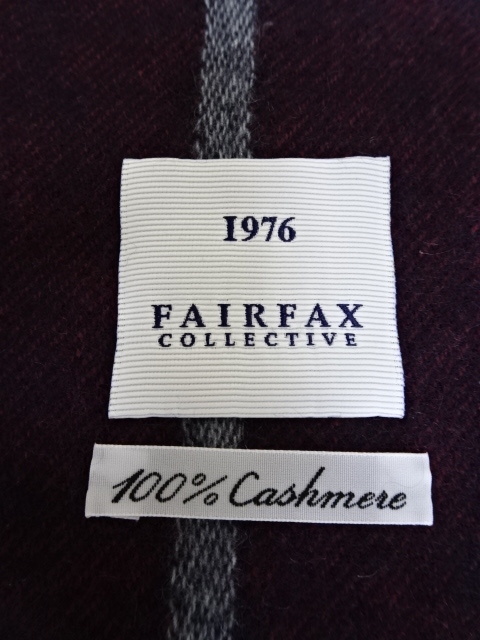 1976
FAIRFAX
COLLECTIVE
100% Cashmere